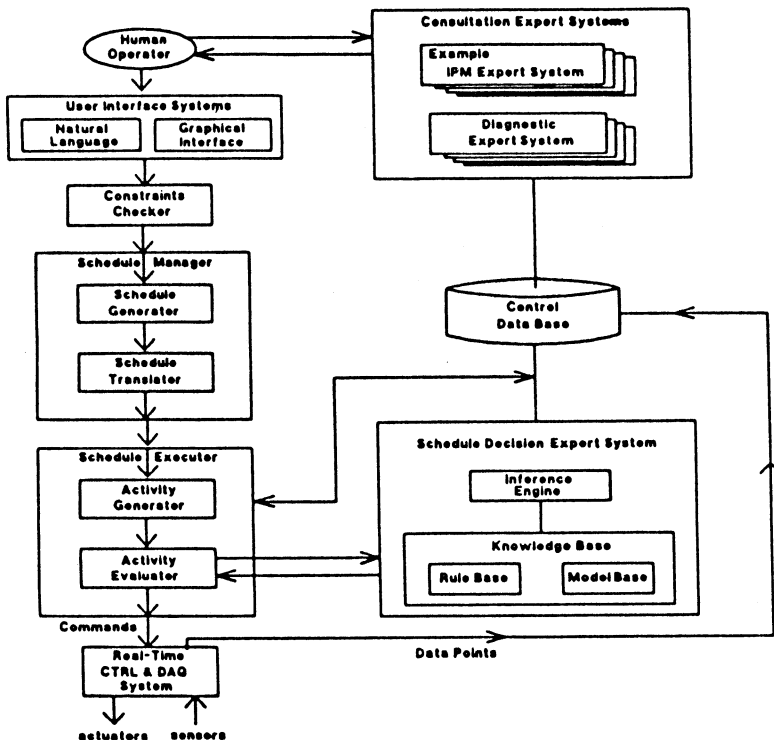 Human
Operator
Consultation Expert Systems
Example
IPM Expert System
Diagnostic
Expert System
User Interface Systems
Natural
Language
Graphical
Interface
Constraints
Checker
Schedule Manager
Schedule
Generator
Schedule
Translator
Control
Data Base
Schedule Executor
Activity
Generator
Activity
Evaluator
Schedule Decision Expert System
Inference
Engine
Knowledge Base
Rule Base
Model Base
Commands
Real-Time
CTRL & DAQ
System
Data Points
actuators
sensors